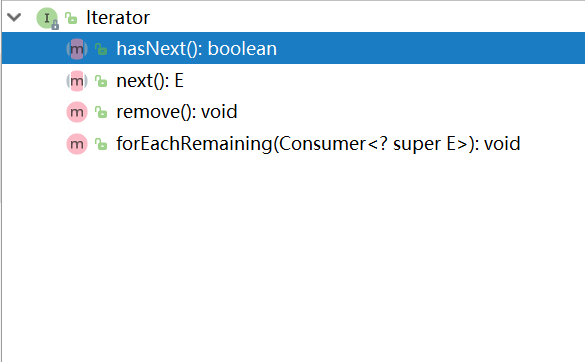 Iterator
hasNext(): boolean
next(): E
remove(): void
forEachRemaining(Consumer<? super E>): void